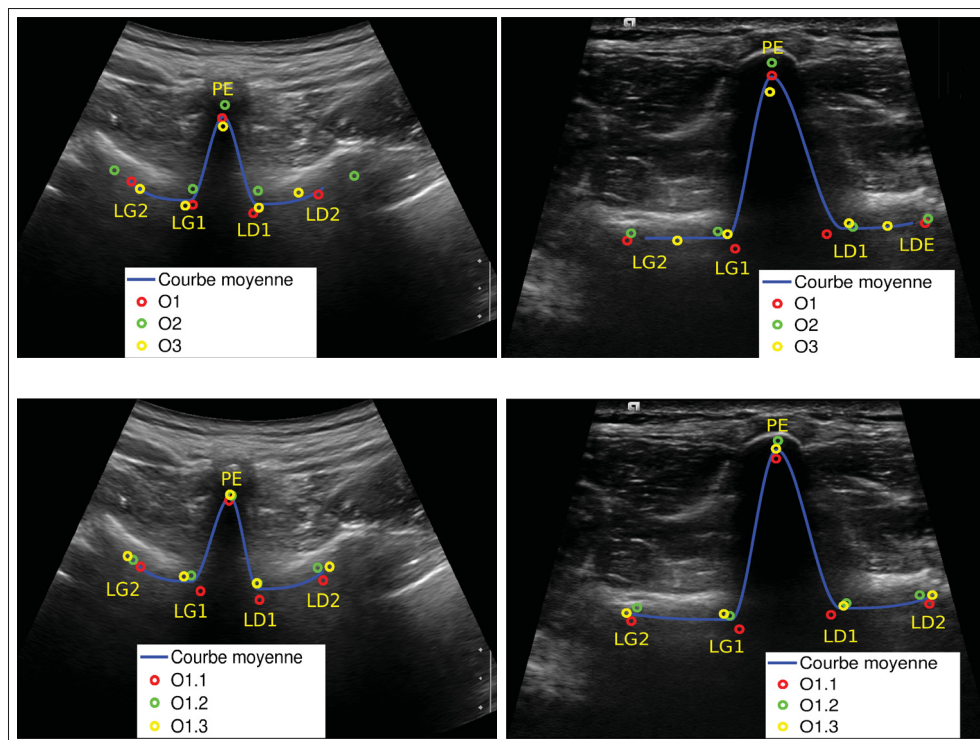 PE
LG2
LG1
LD1
LD2
Courbe moyenne
O1
O2
O3
PE
LG2
LG1
LD1
LDE
Courbe moyenne
O1
O2
O3
PE
LG2
LG1
LD1
LD2
Courbe moyenne
O1.1
O1.2
O1.3
PE
LG2
LG1
LD1
LD2
Courbe moyenne
O1.1
O1.2
O1.3